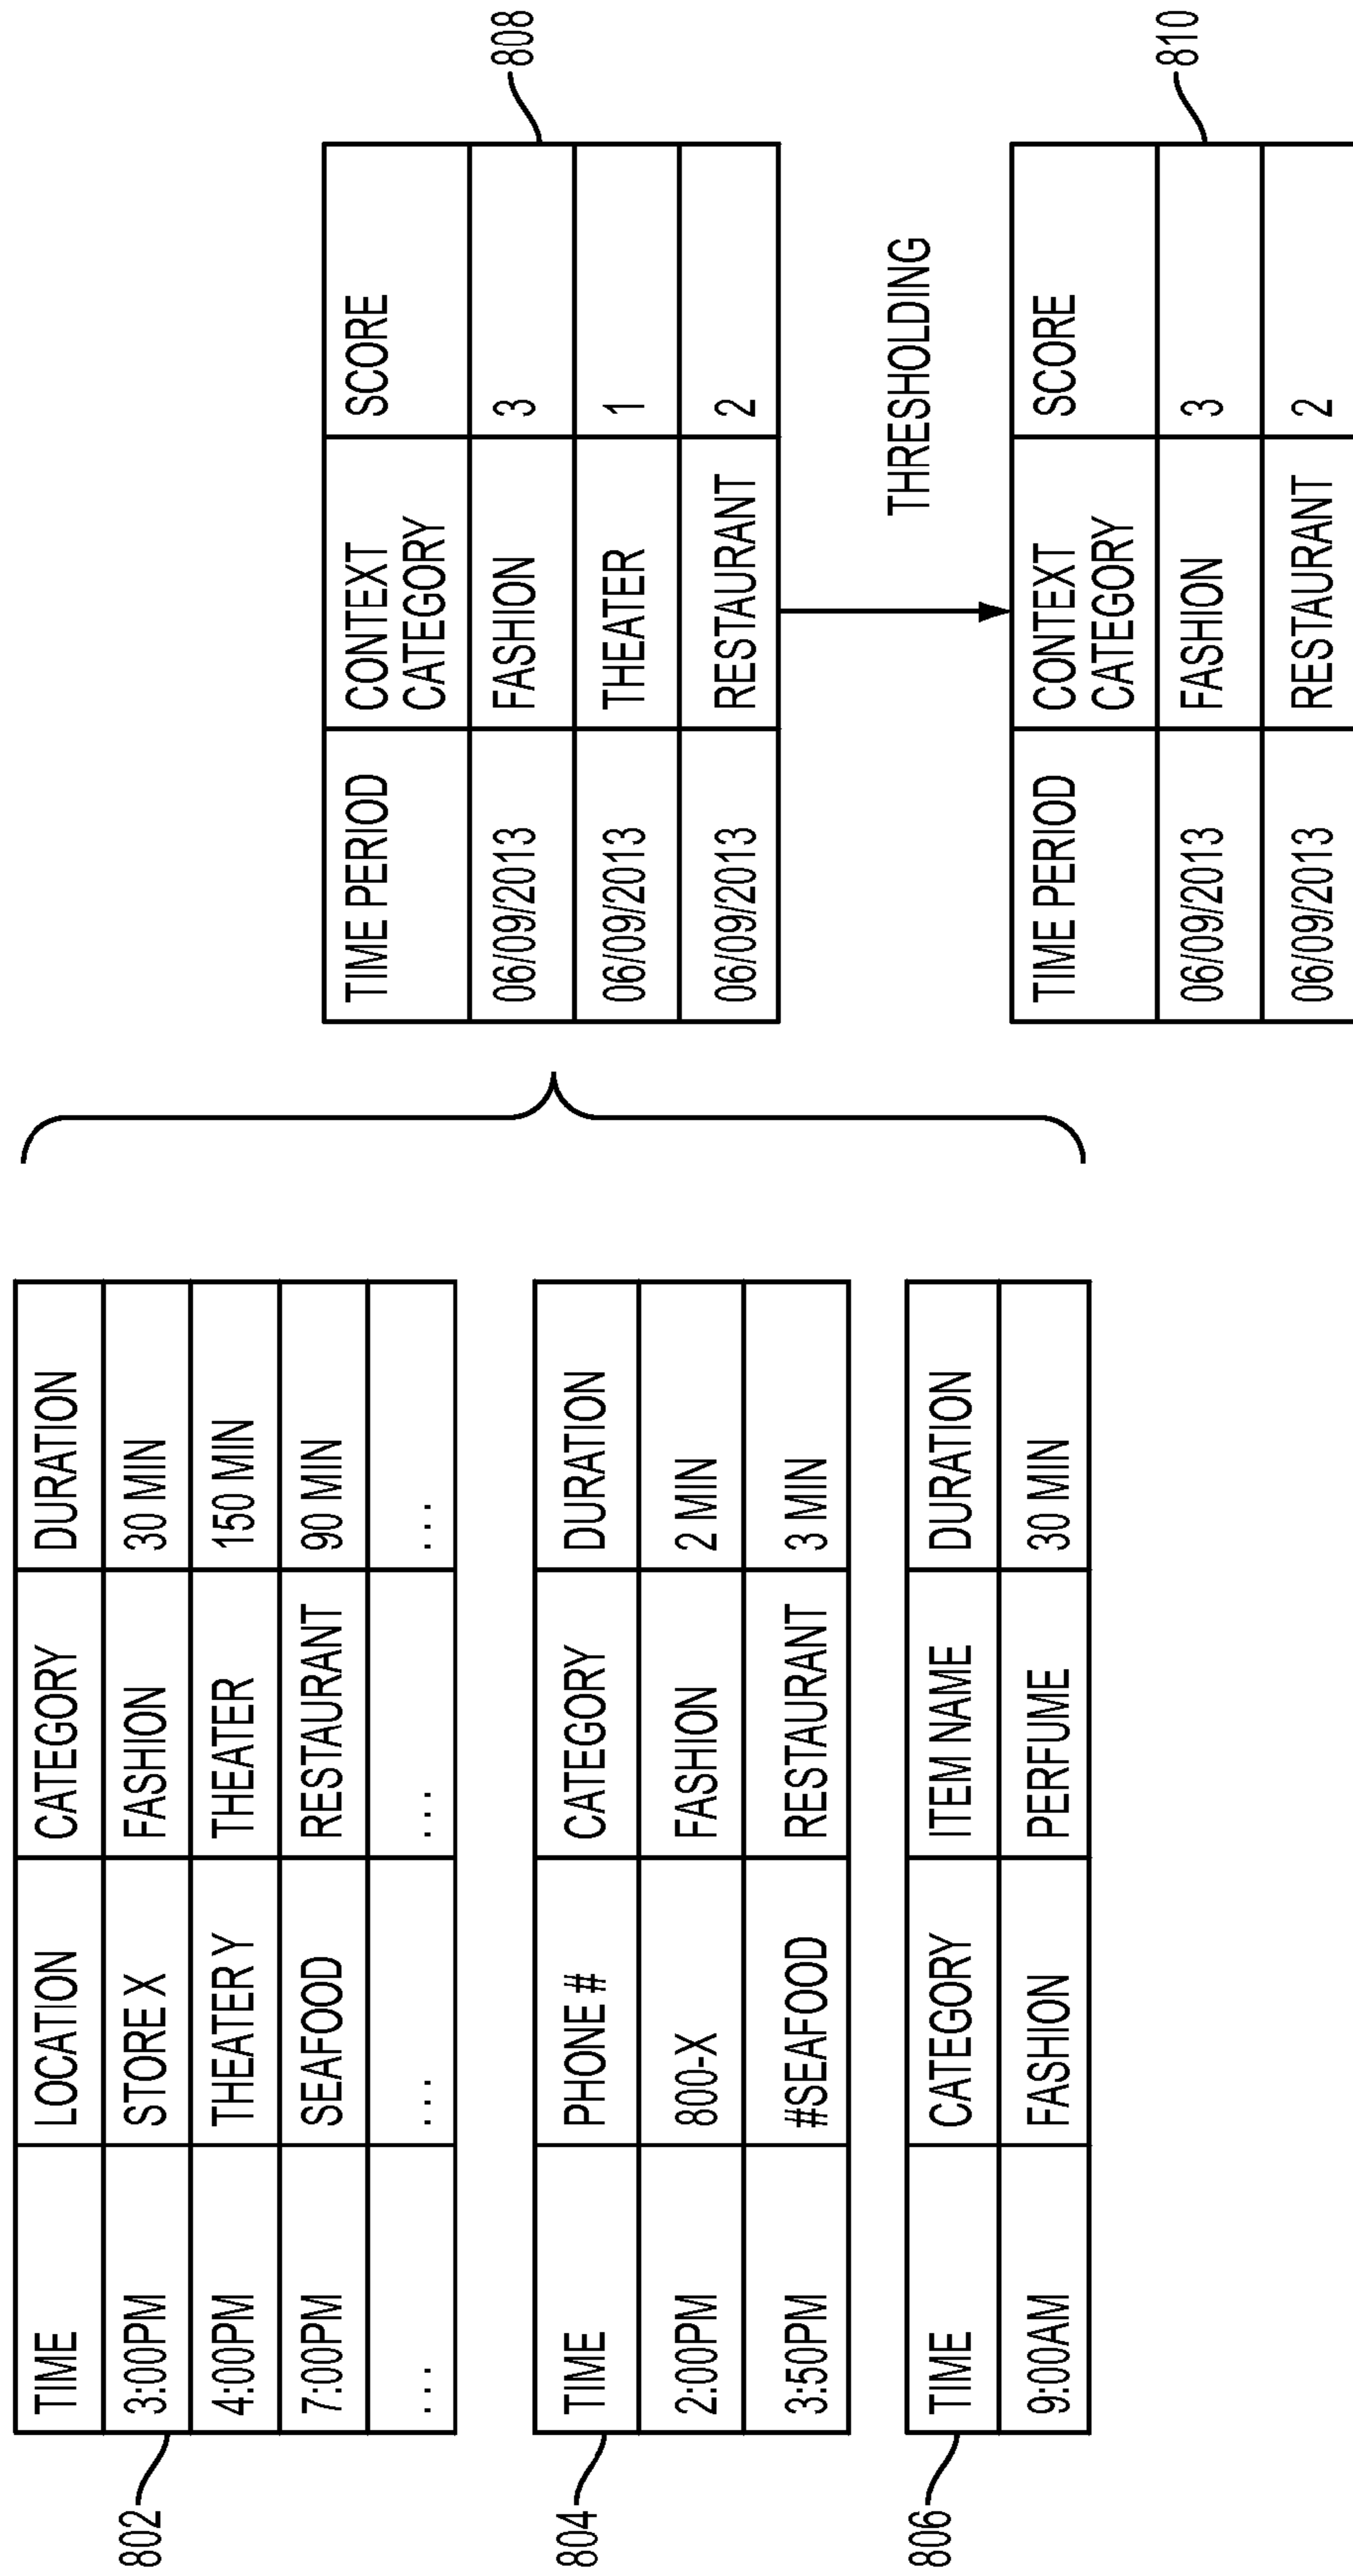 802
TIME LOCATION CATEGORY DURATION
3:00PM STORE X FASHION 30 MIN
4:00PM THEATER Y THEATER 150 MIN
7:00PM SEAFOOD RESTAURANT 90 MIN
... ... ... ...
804
TIME PHONE # CATEGORY DURATION
2:00PM 800-X FASHION 2 MIN
3:50PM #SEAFOOD RESTAURANT 3 MIN
806
TIME CATEGORY ITEM NAME DURATION
9:00AM FASHION PERFUME 30 MIN
808
TIME PERIOD CONTEXT SCORE
CATEGORY
06/09/2013 FASHION 3
06/09/2013 THEATER 1
06/09/2013 RESTAURANT 2
THRESHOLDING
810
TIME PERIOD CONTEXT SCORE
CATEGORY
06/09/2013 FASHION 3
06/09/2013 RESTAURANT 2